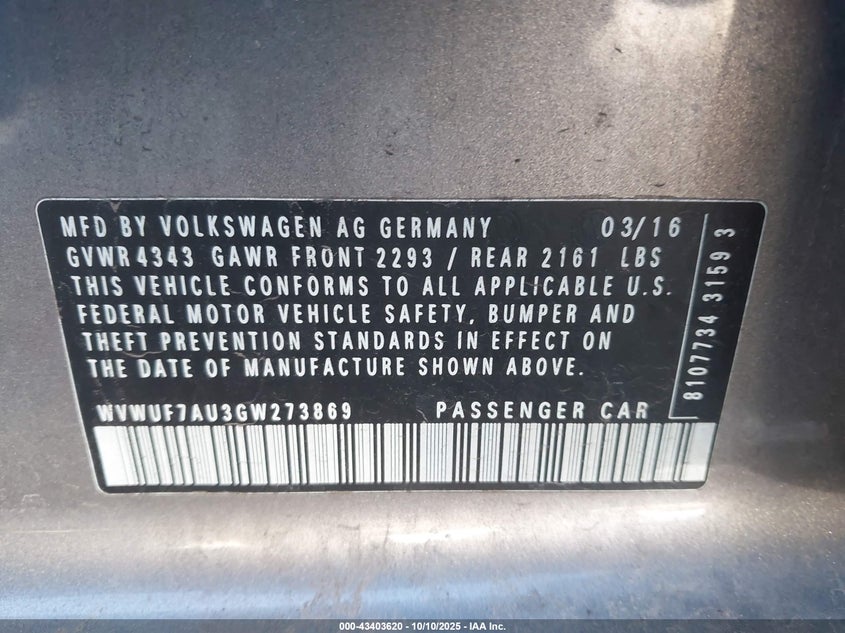 MFD BY VOLKSWAGEN AG GERMANY 03/16
GVWR 4343 GAWR FRONT 2293 / REAR 2161 LBS
THIS VEHICLE CONFORMS TO ALL APPLICABLE U.S.
FEDERAL MOTOR VEHICLE SAFETY, BUMPER AND
THEFT PREVENTION STANDARDS IN EFFECT ON
THE DATE OF MANUFACTURE SHOWN ABOVE.
WVWUF7AU3GW273869 PASSENGER CAR
8107734 3159 3
000-43403620 - 10/10/2025 - IAA Inc.